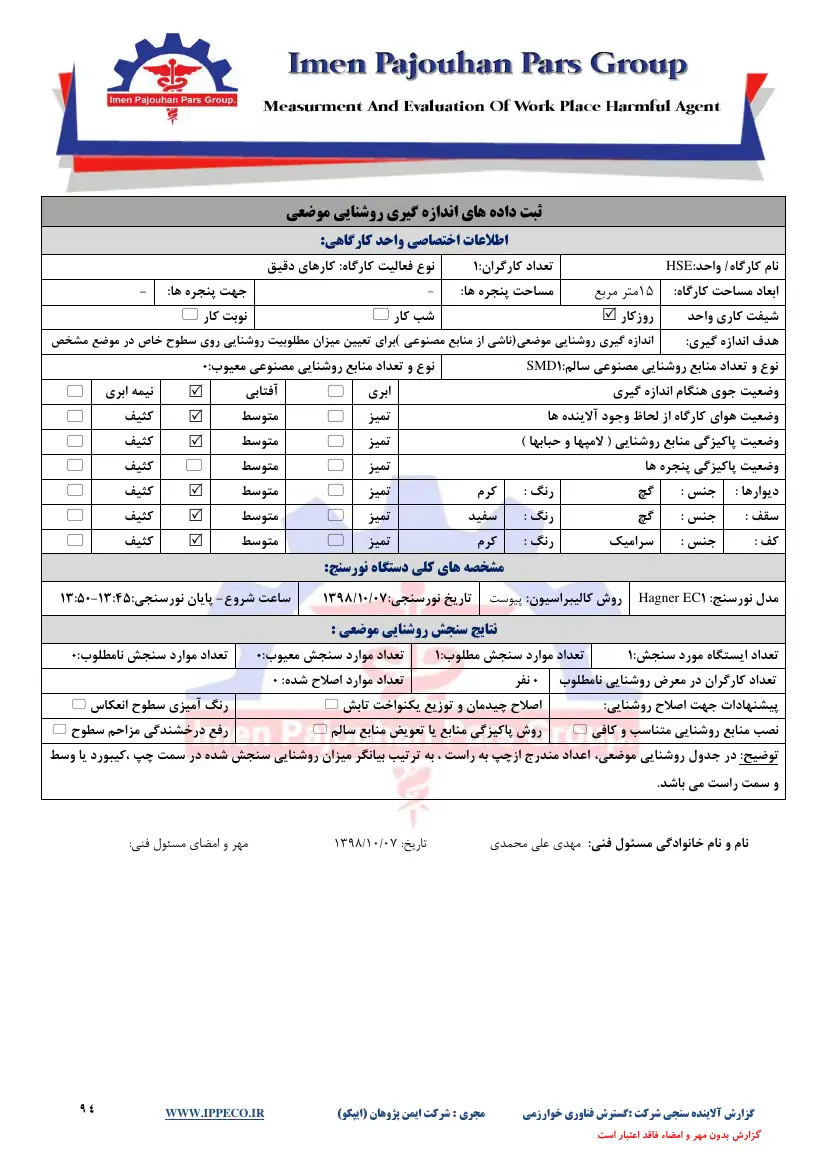 Imen Pajouhan Pars Group
Imen Pajouhan Pars Group.
Measurment And Evaluation Of Work Place Harmful Agent
ثبت داده های اندازه گیری روشنایی موضعی
اطلاعات اختصاصی واحد کارگاهی:
نام کارگاه/ واحد:HSE تعداد کارگران:۱ نوع فعالیت کارگاه: کارهای دقیق
ابعاد مساحت کارگاه: ۱۵متر مربع مساحت پنجره ها: - جهت پنجره ها: -
شیفت کاری واحد روزکار ☑ شب کار ☐ نوبت کار ☐
هدف اندازه گیری: اندازه گیری روشنایی موضعی(ناشی از منابع مصنوعی )برای تعیین میزان مطلوبیت روشنایی روی سطوح خاص در موضع مشخص
نوع و تعداد منابع روشنایی مصنوعی سالم:SMD۱ نوع و تعداد منابع روشنایی مصنوعی معیوب:۰
وضعیت جوی هنگام اندازه گیری ابری ☐ آفتابی ☑ نیمه ابری ☐
وضعیت هوای کارگاه از لحاظ وجود آلاینده ها تمیز ☐ متوسط ☑ کثیف ☐
وضعیت پاکیزگی منابع روشنایی ( لامپها و حبابها ) تمیز ☐ متوسط ☑ کثیف ☐
وضعیت پاکیزگی پنجره ها تمیز ☐ متوسط ☐ کثیف ☐
دیوارها : جنس : گچ رنگ : کرم تمیز ☐ متوسط ☑ کثیف ☐
سقف : جنس : گچ رنگ : سفید تمیز ☐ متوسط ☑ کثیف ☐
کف : جنس : سرامیک رنگ : کرم تمیز ☐ متوسط ☑ کثیف ☐
مشخصه های کلی دستگاه نورسنج:
مدل نورسنج: Hagner EC۱ روش کالیبراسیون: پیوست تاریخ نورسنجی:۱۳۹۸/۱۰/۰۷ ساعت شروع- پایان نورسنجی:۱۳:۴۵-۱۳:۵۰
نتایج سنجش روشنایی موضعی :
تعداد ایستگاه مورد سنجش:۱ تعداد موارد سنجش مطلوب:۱ تعداد موارد سنجش معیوب:۰ تعداد موارد سنجش نامطلوب:۰
تعداد کارگران در معرض روشنایی نامطلوب ۰ نفر تعداد موارد اصلاح شده: ۰
پیشنهادات جهت اصلاح روشنایی: اصلاح چیدمان و توزیع یکنواخت تابش ☐ رنگ آمیزی سطوح انعکاس ☐
نصب منابع روشنایی متناسب و کافی ☐ روش پاکیزگی منابع یا تعویض منابع سالم ☐ رفع درخشندگی مزاحم سطوح ☐
توضیح: در جدول روشنایی موضعی، اعداد مندرج ازچپ به راست ، به ترتیب بیانگر میزان روشنایی سنجش شده در سمت چپ ،کیبورد یا وسط
و سمت راست می باشد.
Imen Pajouhan Pars Group.
نام و نام خانوادگی مسئول فنی: مهدی علی محمدی تاریخ: ۱۳۹۸/۱۰/۰۷ مهر و امضای مسئول فنی:
گزارش آلاینده سنجی شرکت :گسترش فناوری خوارزمی مجری : شرکت ایمن پژوهان (ایپکو) WWW.IPPECO.IR ۹٤
گزارش بدون مهر و امضاء فاقد اعتبار است